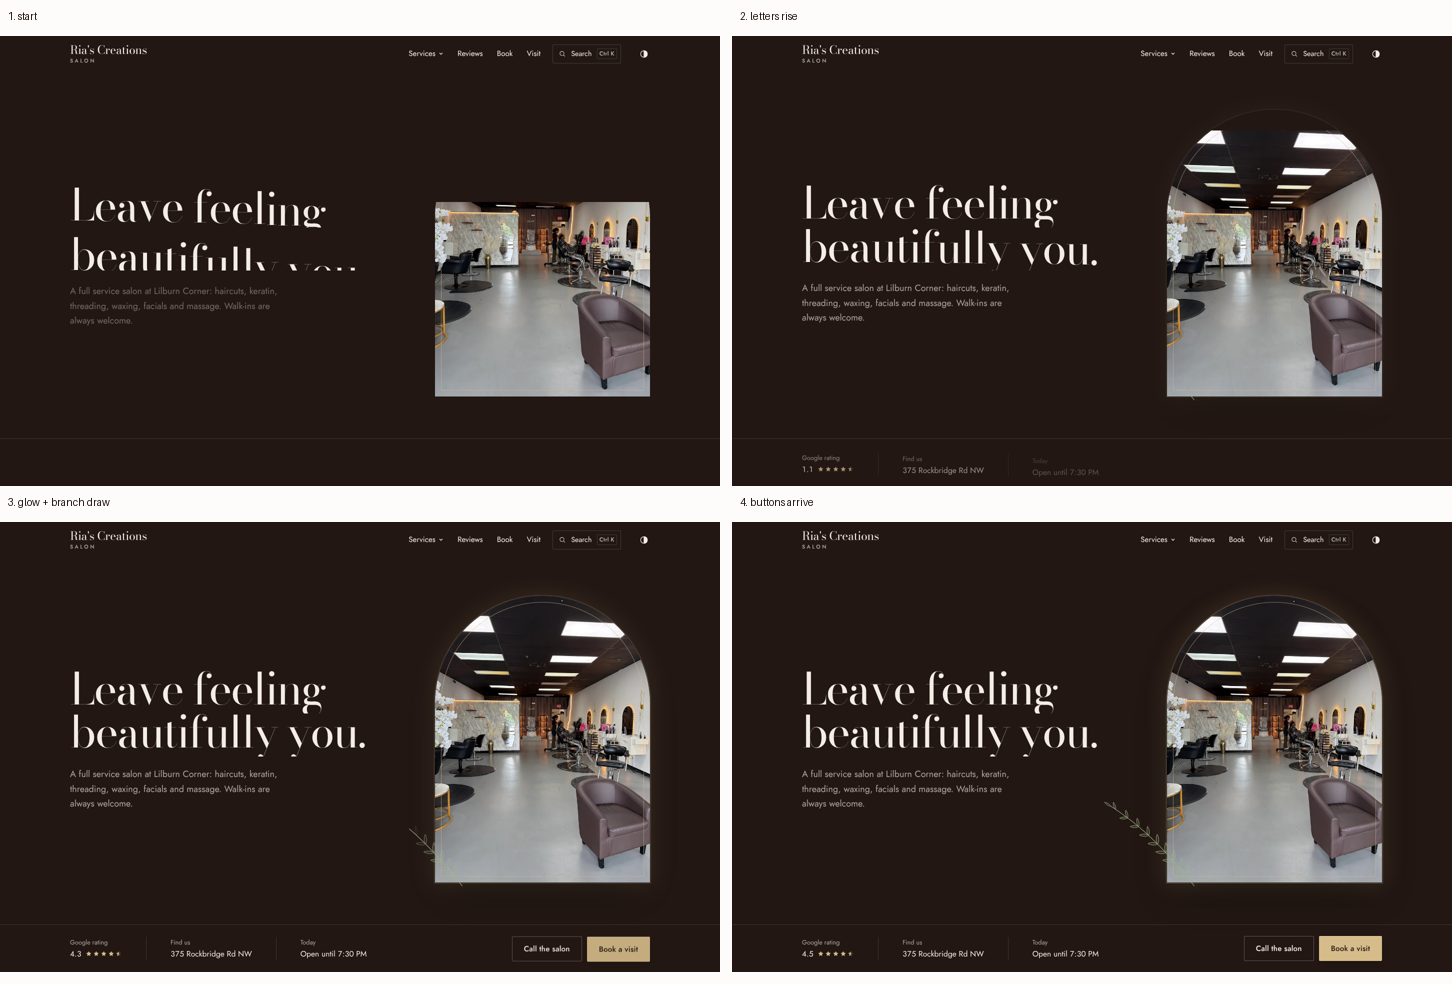 1. start
Ria's Creations
SALON
Services
Reviews
Book
Visit
Search
Ctrl K
Leave feeling
beautifully you.
A full service salon at Lilburn Corner: haircuts, keratin,
threading, waxing, facials and massage. Walk-ins are
always welcome.
2. letters rise
Ria's Creations
SALON
Services
Reviews
Book
Visit
Search
Ctrl K
Leave feeling
beautifully you.
A full service salon at Lilburn Corner: haircuts, keratin,
threading, waxing, facials and massage. Walk-ins are
always welcome.
Google rating
1.1
Find us
375 Rockbridge Rd NW
Today
Open until 7:30 PM
3. glow + branch draw
Ria's Creations
SALON
Services
Reviews
Book
Visit
Search
Ctrl K
Leave feeling
beautifully you.
A full service salon at Lilburn Corner: haircuts, keratin,
threading, waxing, facials and massage. Walk-ins are
always welcome.
Google rating
4.3
Find us
375 Rockbridge Rd NW
Today
Open until 7:30 PM
Call the salon
Book a visit
4. buttons arrive
Ria's Creations
SALON
Services
Reviews
Book
Visit
Search
Ctrl K
Leave feeling
beautifully you.
A full service salon at Lilburn Corner: haircuts, keratin,
threading, waxing, facials and massage. Walk-ins are
always welcome.
Google rating
4.5
Find us
375 Rockbridge Rd NW
Today
Open until 7:30 PM
Call the salon
Book a visit